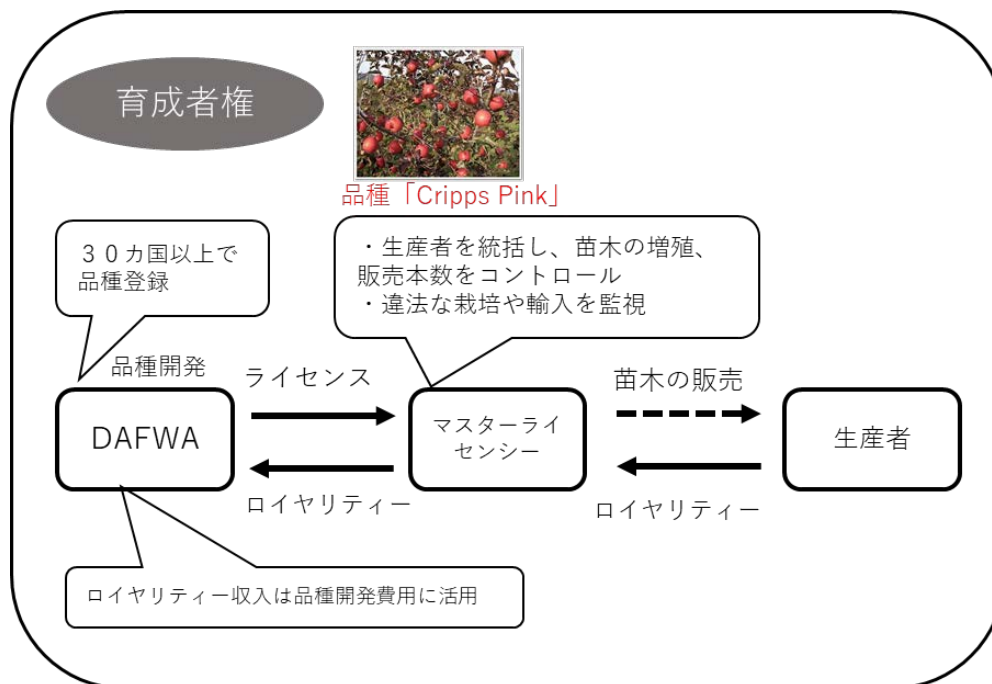 育成者権
品種「Cripps Pink」
３０カ国以上で
品種登録
・生産者を統括し、苗木の増殖、
販売本数をコントロール
・違法な栽培や輸入を監視
品種開発
ライセンス
苗木の販売
DAFWA
マスターライ
センシー
生産者
ロイヤリティー
ロイヤリティー
ロイヤリティー収入は品種開発費用に活用